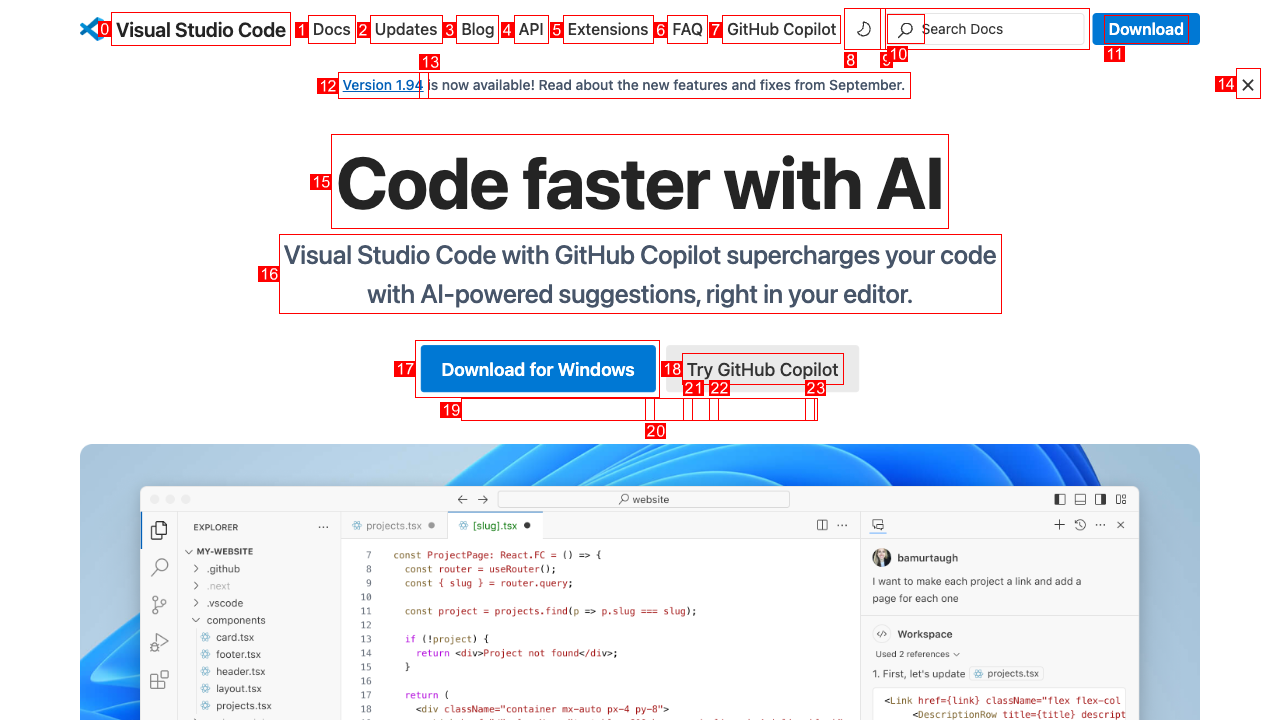 0 Visual Studio Code 1 Docs 2 Updates 3 Blog 4 API 5 Extensions 6 FAQ 7 GitHub Copilot 8 9 10 Search Docs Download 11
13
12 Version 1.94 is now available! Read about the new features and fixes from September. 14
15 Code faster with AI
16 Visual Studio Code with GitHub Copilot supercharges your code
with AI-powered suggestions, right in your editor.
17 Download for Windows 18 Try GitHub Copilot
21 22 23
19
20
website
EXPLORER ···
MY-WEBSITE
.github
.next
.vscode
components
card.tsx
footer.tsx
header.tsx
layout.tsx
projects.tsx
projects.tsx [slug].tsx ···
7 const ProjectPage: React.FC = () => {
8 const router = useRouter();
9 const { slug } = router.query;
10
11 const project = projects.find(p => p.slug === slug);
12
13 if (!project) {
14 return <div>Project not found</div>;
15 }
16
17 return (
18 <div className="container mx-auto px-4 py-8">
bamurtaugh
I want to make each project a link and add a
page for each one
Workspace
Used 2 references
1. First, let's update projects.tsx
<Link href={link} className="flex flex-col
<DescriptionRow title={title} descript